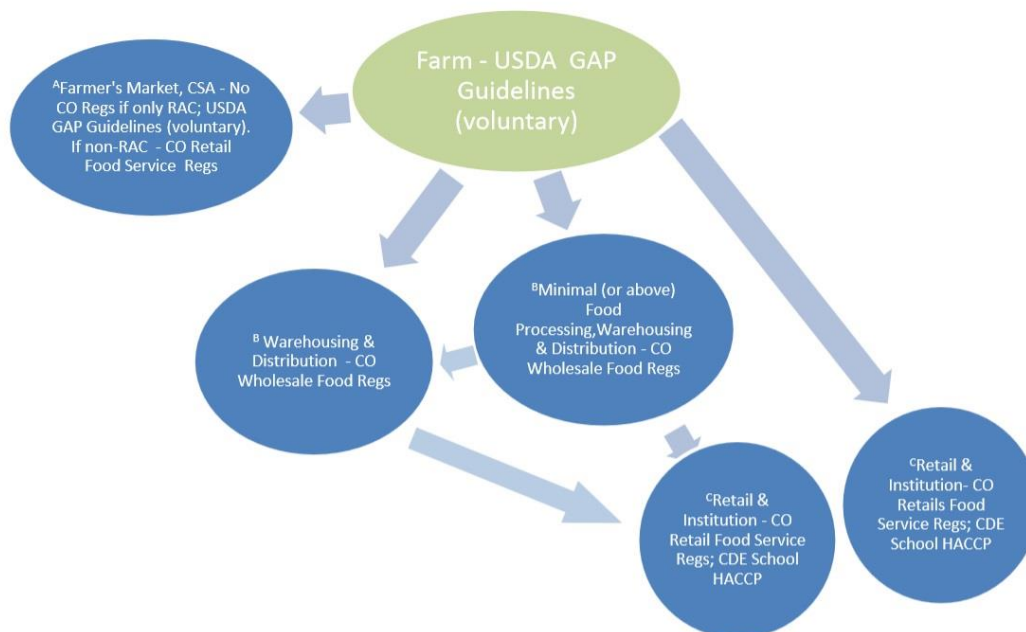 Farm - USDA GAP
Guidelines
(voluntary)
ᴬFarmer's Market, CSA - No
CO Regs if only RAC; USDA
GAP Guidelines (voluntary).
If non-RAC - CO Retail
Food Service Regs
ᴮ Warehousing &
Distribution - CO
Wholesale Food Regs
ᴮMinimal (or above)
Food
Processing,Warehousing
& Distribution - CO
Wholesale Food Regs
ᶜRetail &
Institution - CO
Retail Food Service
Regs; CDE School
HACCP
ᶜRetail &
Institution- CO
Retails Food
Service Regs; CDE
School HACCP